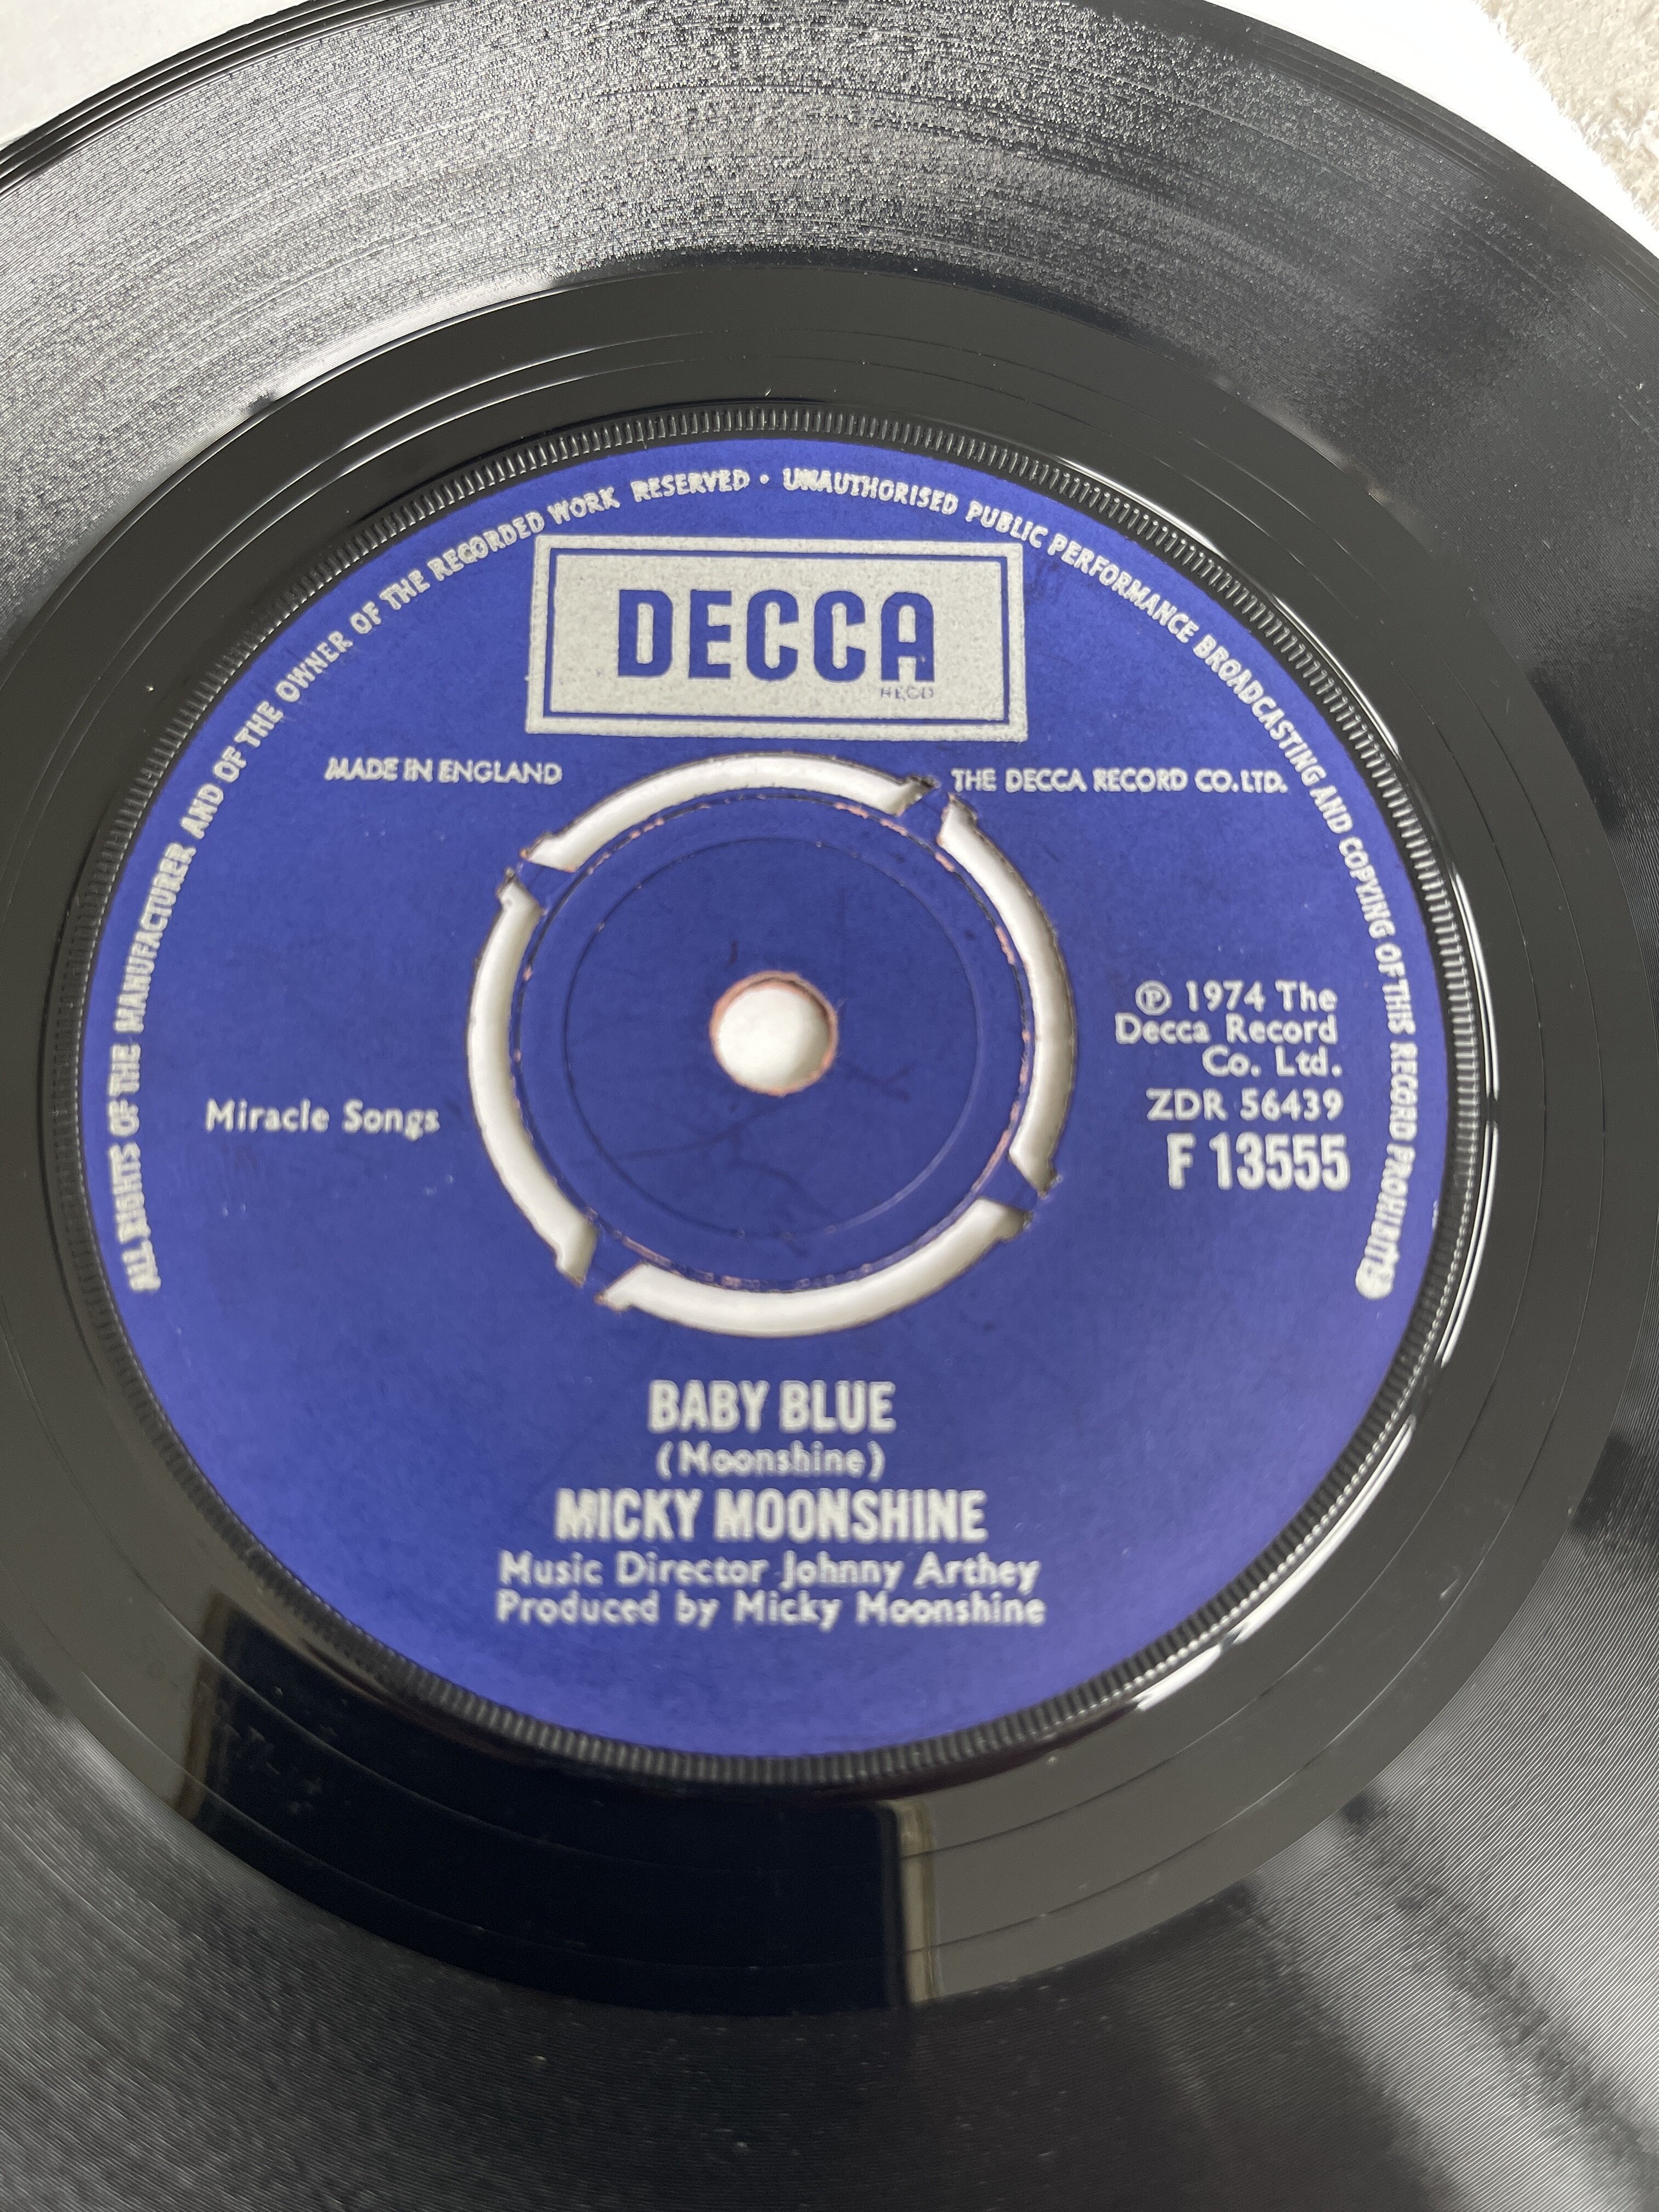 ALL RIGHTS OF THE MANUFACTURER AND OF THE OWNER OF THE RECORDED WORK RESERVED • UNAUTHORISED PUBLIC PERFORMANCE BROADCASTING AND COPYING OF THIS RECORD PROHIBITED
DECCA
RECD
MADE IN ENGLAND
THE DECCA RECORD CO. LTD.
℗ 1974 The
Decca Record
Co. Ltd.
ZDR 56439
F 13555
Miracle Songs
BABY BLUE
(Moonshine)
MICKY MOONSHINE
Music Director Johnny Arthey
Produced by Micky Moonshine